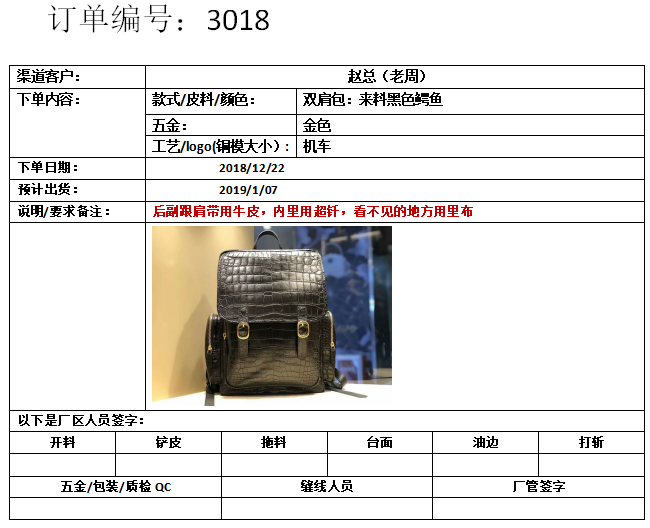 订单编号：3018
渠道客户： 赵总（老周）
下单内容： 款式/皮料/颜色： 双肩包：来料黑色鳄鱼
五金： 金色
工艺/logo(铜模大小）： 机车
下单日期： 2018/12/22
预计出货： 2019/1/07
说明/要求备注： 后副跟肩带用牛皮，内里用超钎，看不见的地方用里布
以下是厂区人员签字：
开料 铲皮 拖料 台面 油边 打斩
五金/包装/质检 QC 缝线人员 厂管签字